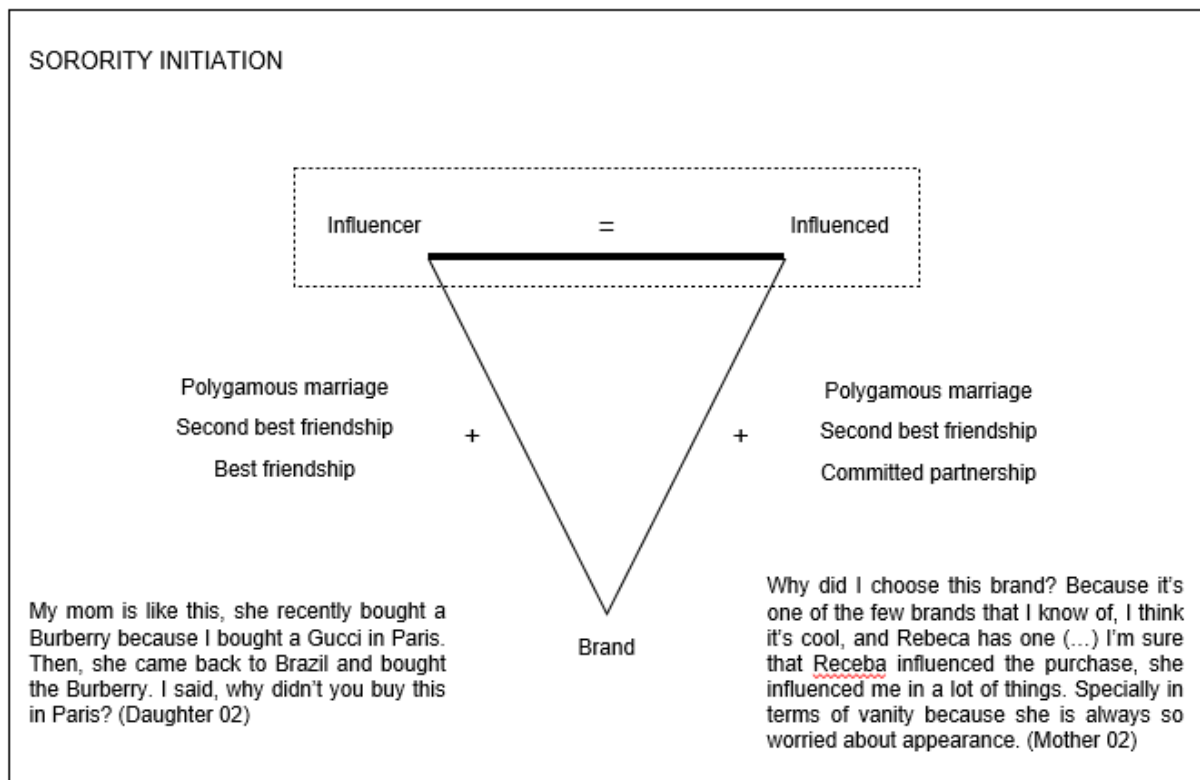 SORORITY INITIATION
Influencer = Influenced
Polygamous marriage
Second best friendship
Best friendship
+
+
Polygamous marriage
Second best friendship
Committed partnership
My mom is like this, she recently bought a
Burberry because I bought a Gucci in Paris.
Then, she came back to Brazil and bought
the Burberry. I said, why didn't you buy this
in Paris? (Daughter 02)
Brand
Why did I choose this brand? Because it's
one of the few brands that I know of, I think
it's cool, and Rebeca has one (...) I'm sure
that Receba influenced the purchase, she
influenced me in a lot of things. Specially in
terms of vanity because she is always so
worried about appearance. (Mother 02)